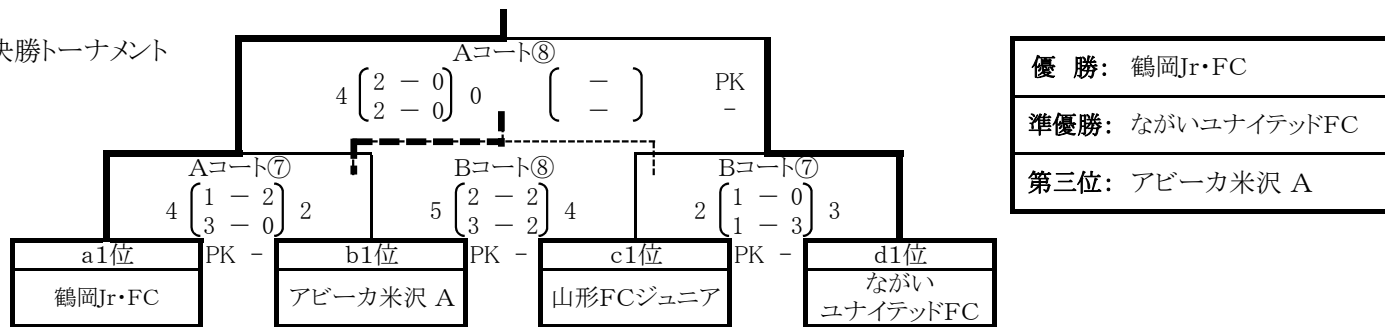 決勝トーナメント
Aコート⑧
4 2 － 0 0 － PK
2 － 0 － -
Aコート⑦ Bコート⑧ Bコート⑦
4 1 － 2 2 5 2 － 2 4 2 1 － 0 3
3 － 0 3 － 2 1 － 3
PK - PK - PK -
a1位 b1位 c1位 d1位
鶴岡Jr・FC アビーカ米沢 A 山形FCジュニア ながい
ユナイテッドFC
優 勝: 鶴岡Jr・FC
準優勝: ながいユナイテッドFC
第三位: アビーカ米沢 A